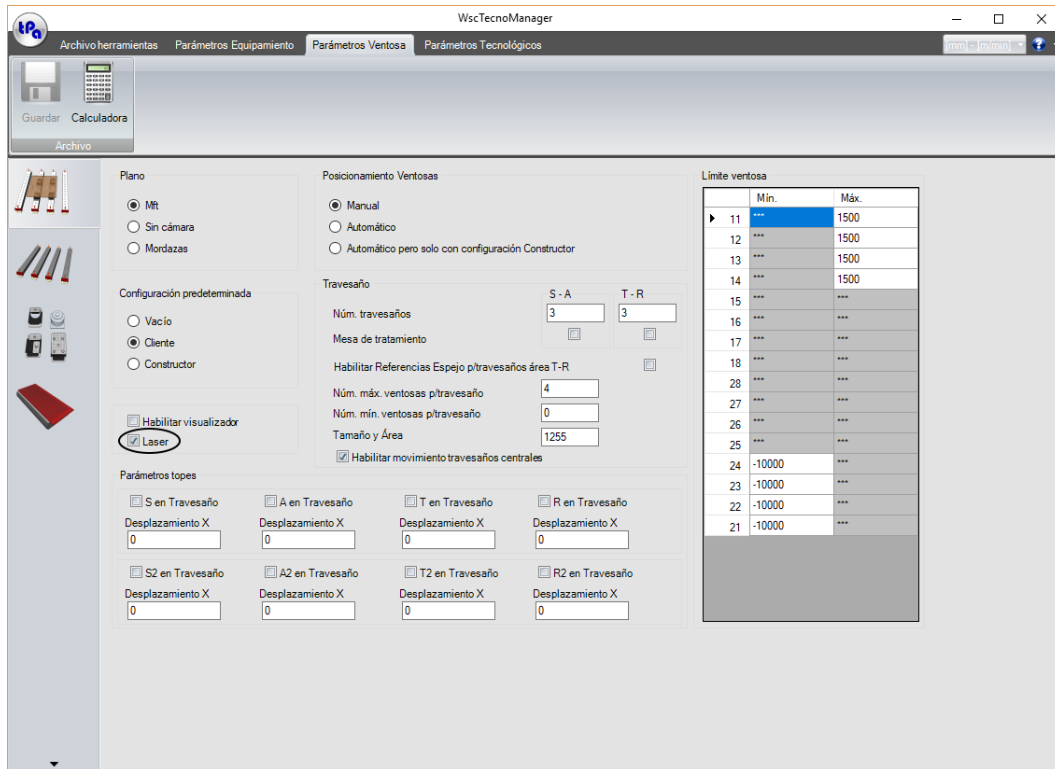 WscTecnoManager
tPa
Archivo herramientas Parámetros Equipamiento Parámetros Ventosa Parámetros Tecnológicos [mm] - [m/min]
Guardar Calculadora
Archivo
Plano
Mft
Sin cámara
Mordazas
Posicionamiento Ventosas
Manual
Automático
Automático pero solo con configuración Constructor
Configuración predeterminada
Vacío
Cliente
Constructor
Habilitar visualizador
Laser
Travesaño
S - A T - R
Núm. travesaños 3 3
Mesa de tratamiento
Habilitar Referencias Espejo p/travesaños área T-R
Núm. máx. ventosas p/travesaño 4
Núm. mín. ventosas p/travesaño 0
Tamaño y Área 1255
Habilitar movimiento travesaños centrales
Parámetros topes
S en Travesaño A en Travesaño T en Travesaño R en Travesaño
Desplazamiento X Desplazamiento X Desplazamiento X Desplazamiento X
0 0 0 0
S2 en Travesaño A2 en Travesaño T2 en Travesaño R2 en Travesaño
Desplazamiento X Desplazamiento X Desplazamiento X Desplazamiento X
0 0 0 0
Límite ventosa
Mín. Máx.
11 *** 1500
12 *** 1500
13 *** 1500
14 *** 1500
15 *** ***
16 *** ***
17 *** ***
18 *** ***
28 *** ***
27 *** ***
26 *** ***
25 *** ***
24 -10000 ***
23 -10000 ***
22 -10000 ***
21 -10000 ***